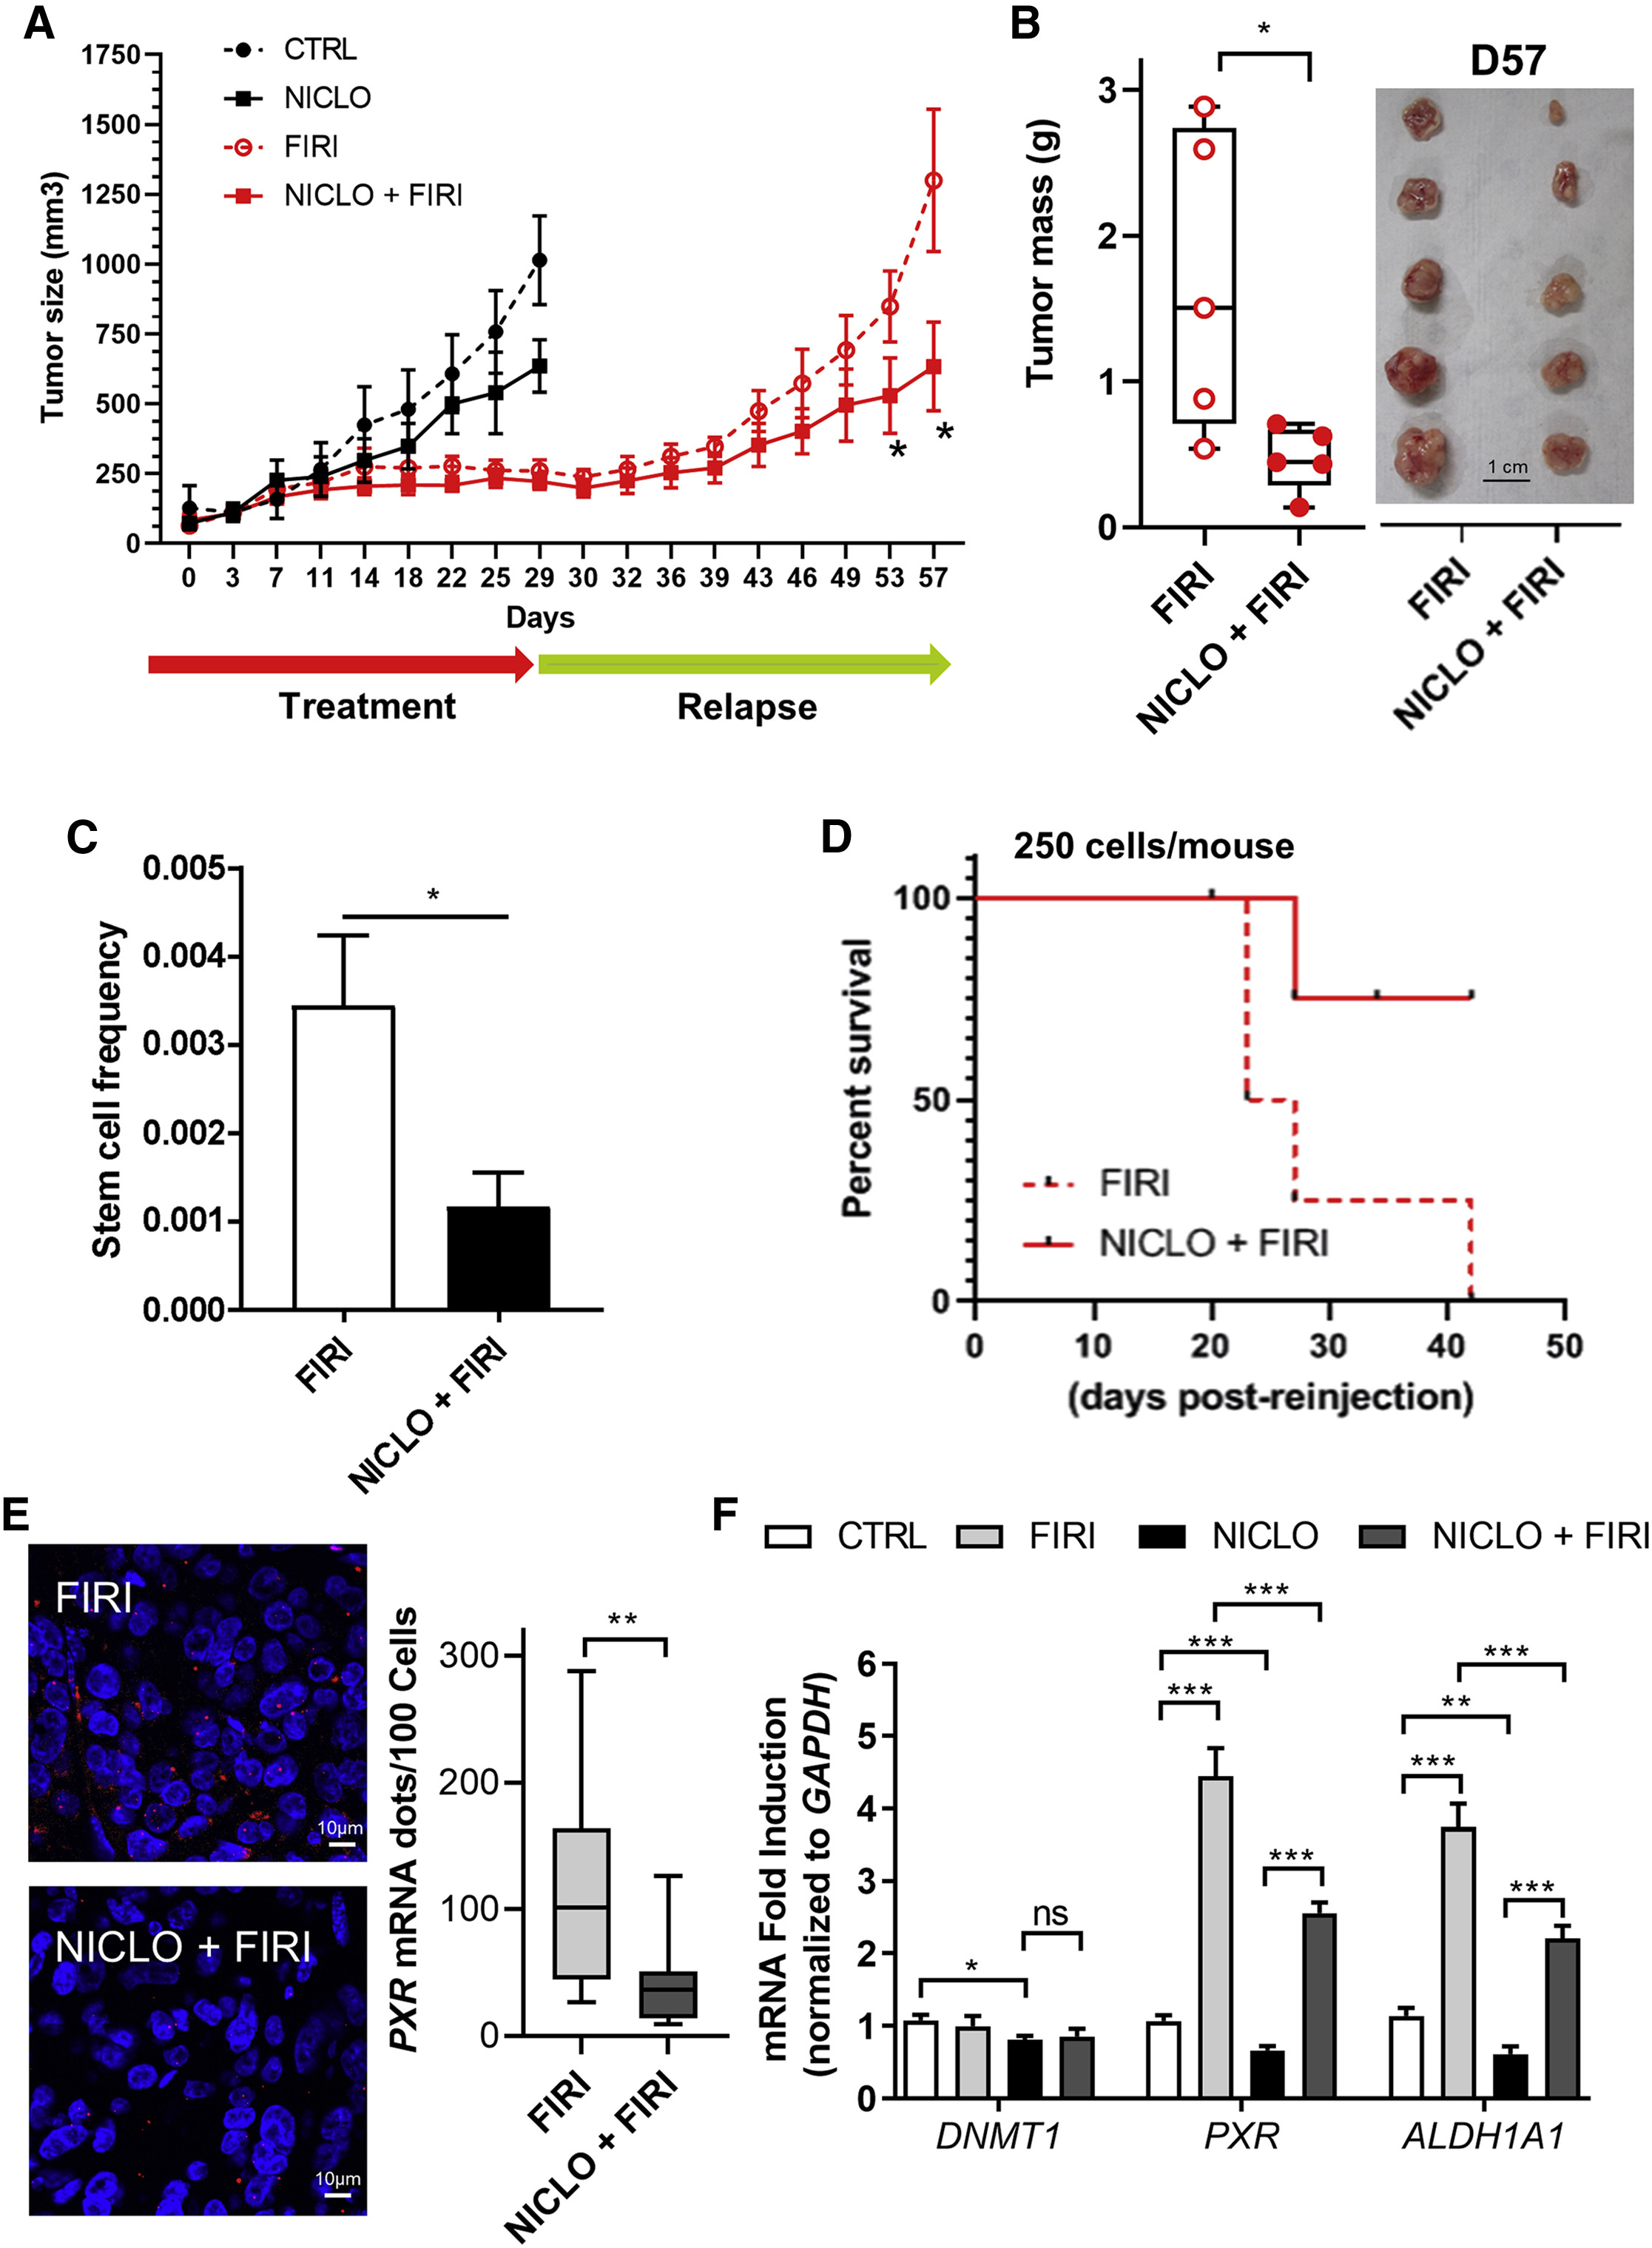 A
CTRL
NICLO
FIRI
NICLO + FIRI
Tumor size (mm3)
1750
1500
1250
1000
750
500
250
0
0 3 7 11 14 18 22 25 29 30 32 36 39 43 46 49 53 57
* *
Days
Treatment
Relapse
B
*
Tumor mass (g)
3
2
1
0
FIRI
NICLO + FIRI
D57
1 cm
FIRI
NICLO + FIRI
C
Stem cell frequency
0.005
0.004
0.003
0.002
0.001
0.000
*
FIRI
NICLO + FIRI
D
250 cells/mouse
Percent survival
100
50
0
FIRI
NICLO + FIRI
0 10 20 30 40 50
(days post-reinjection)
E
FIRI
10µm
NICLO + FIRI
10µm
PXR mRNA dots/100 Cells
300
200
100
0
**
FIRI
NICLO + FIRI
F
CTRL FIRI NICLO NICLO + FIRI
mRNA Fold Induction
(normalized to GAPDH)
6
5
4
3
2
1
0
* ns
*** *** *** ***
*** ** *** ***
DNMT1 PXR ALDH1A1